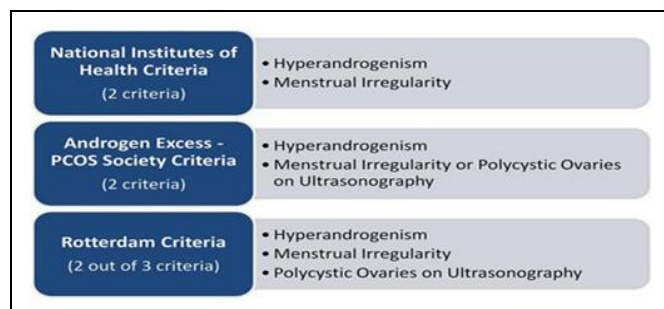 National Institutes of
Health Criteria
(2 criteria)
• Hyperandrogenism
• Menstrual Irregularity
Androgen Excess -
PCOS Society Criteria
(2 criteria)
• Hyperandrogenism
• Menstrual Irregularity or Polycystic Ovaries
on Ultrasonography
Rotterdam Criteria
(2 out of 3 criteria)
• Hyperandrogenism
• Menstrual Irregularity
• Polycystic Ovaries on Ultrasonography